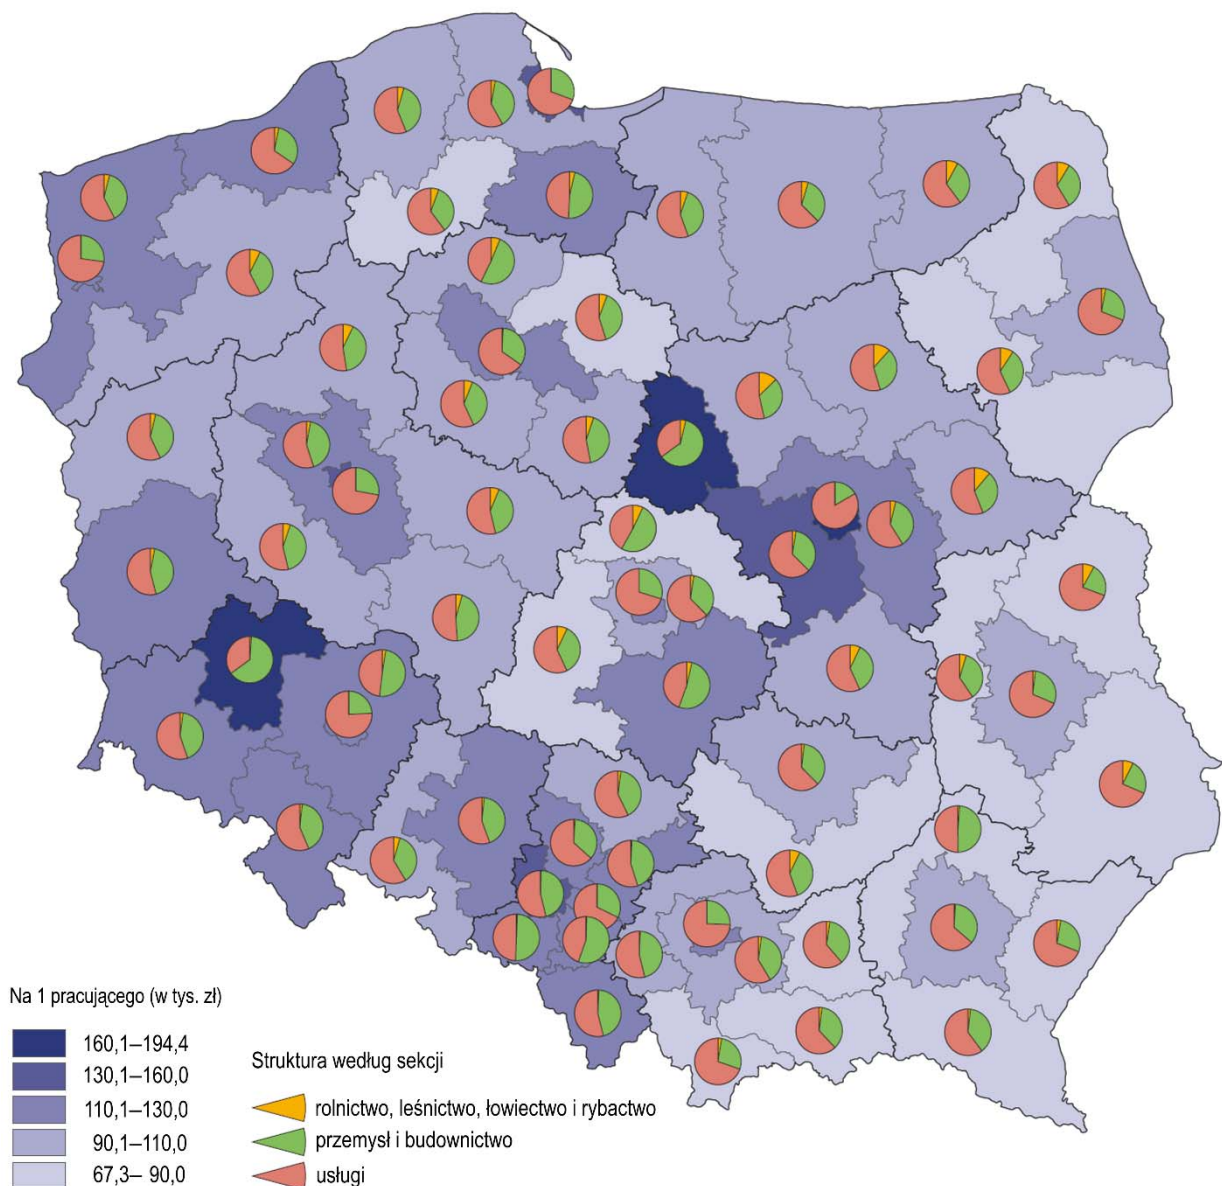 Na 1 pracującego (w tys. zł)
160,1–194,4
130,1–160,0
110,1–130,0
90,1–110,0
67,3– 90,0
Struktura według sekcji
rolnictwo, leśnictwo, łowiectwo i rybactwo
przemysł i budownictwo
usługi